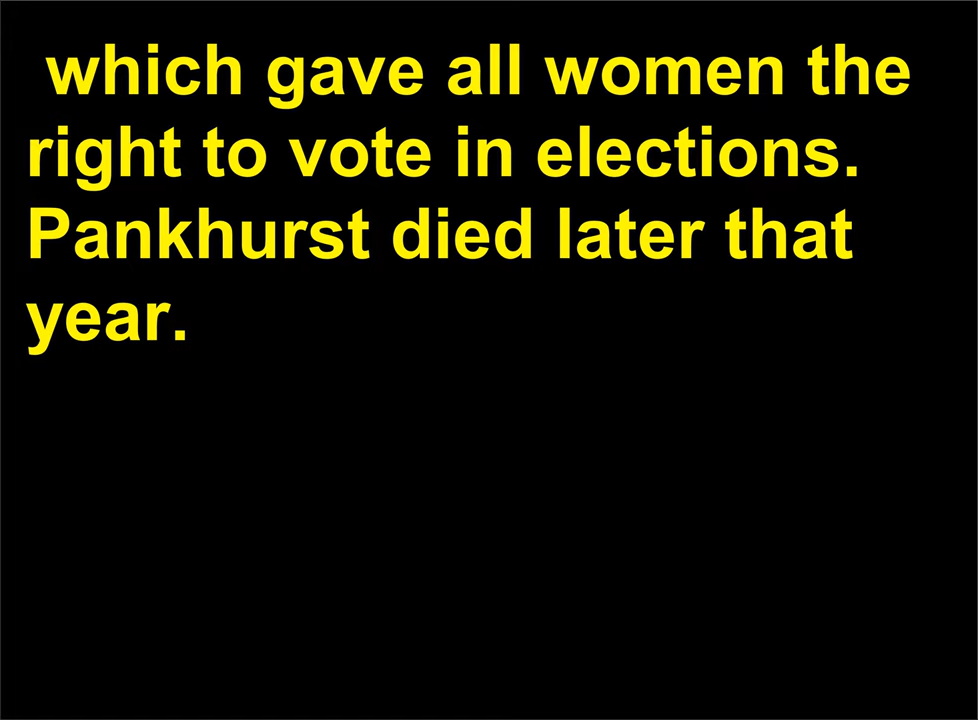 which gave all women the
right to vote in elections.
Pankhurst died later that
year.